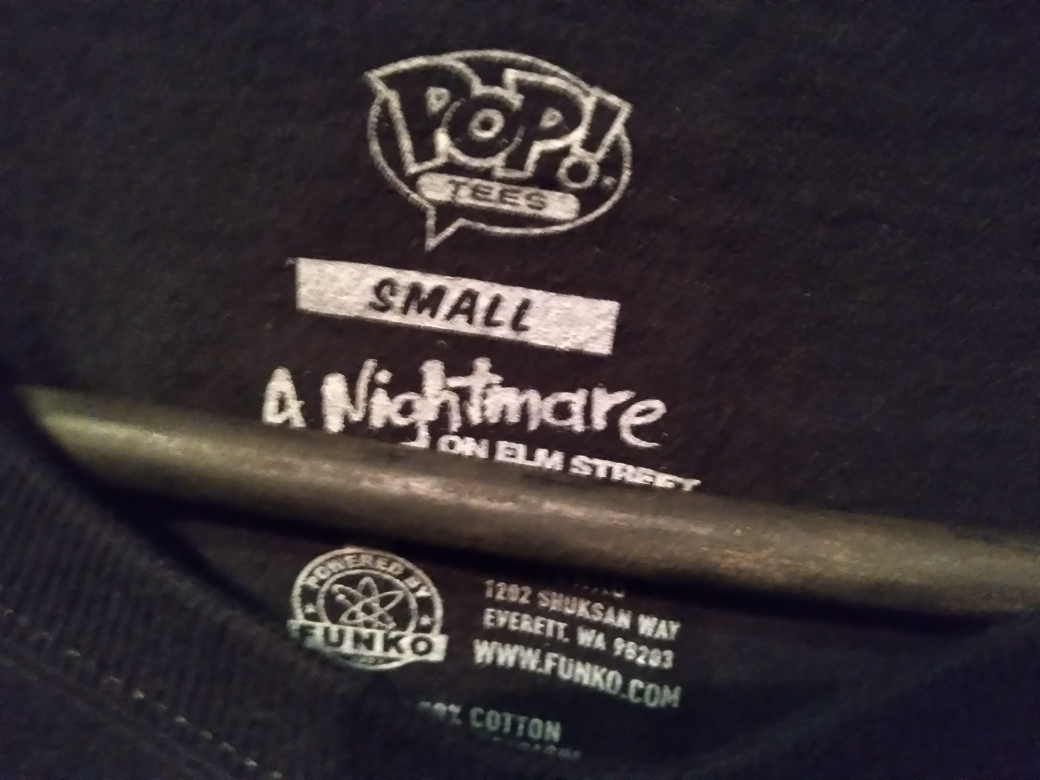 POP!
TEES
SMALL
A Nightmare
ON ELM STREET
POWERED BY
FUNKO
1202 SHUKSAN WAY
EVERETT, WA 98203
WWW.FUNKO.COM
COTTON